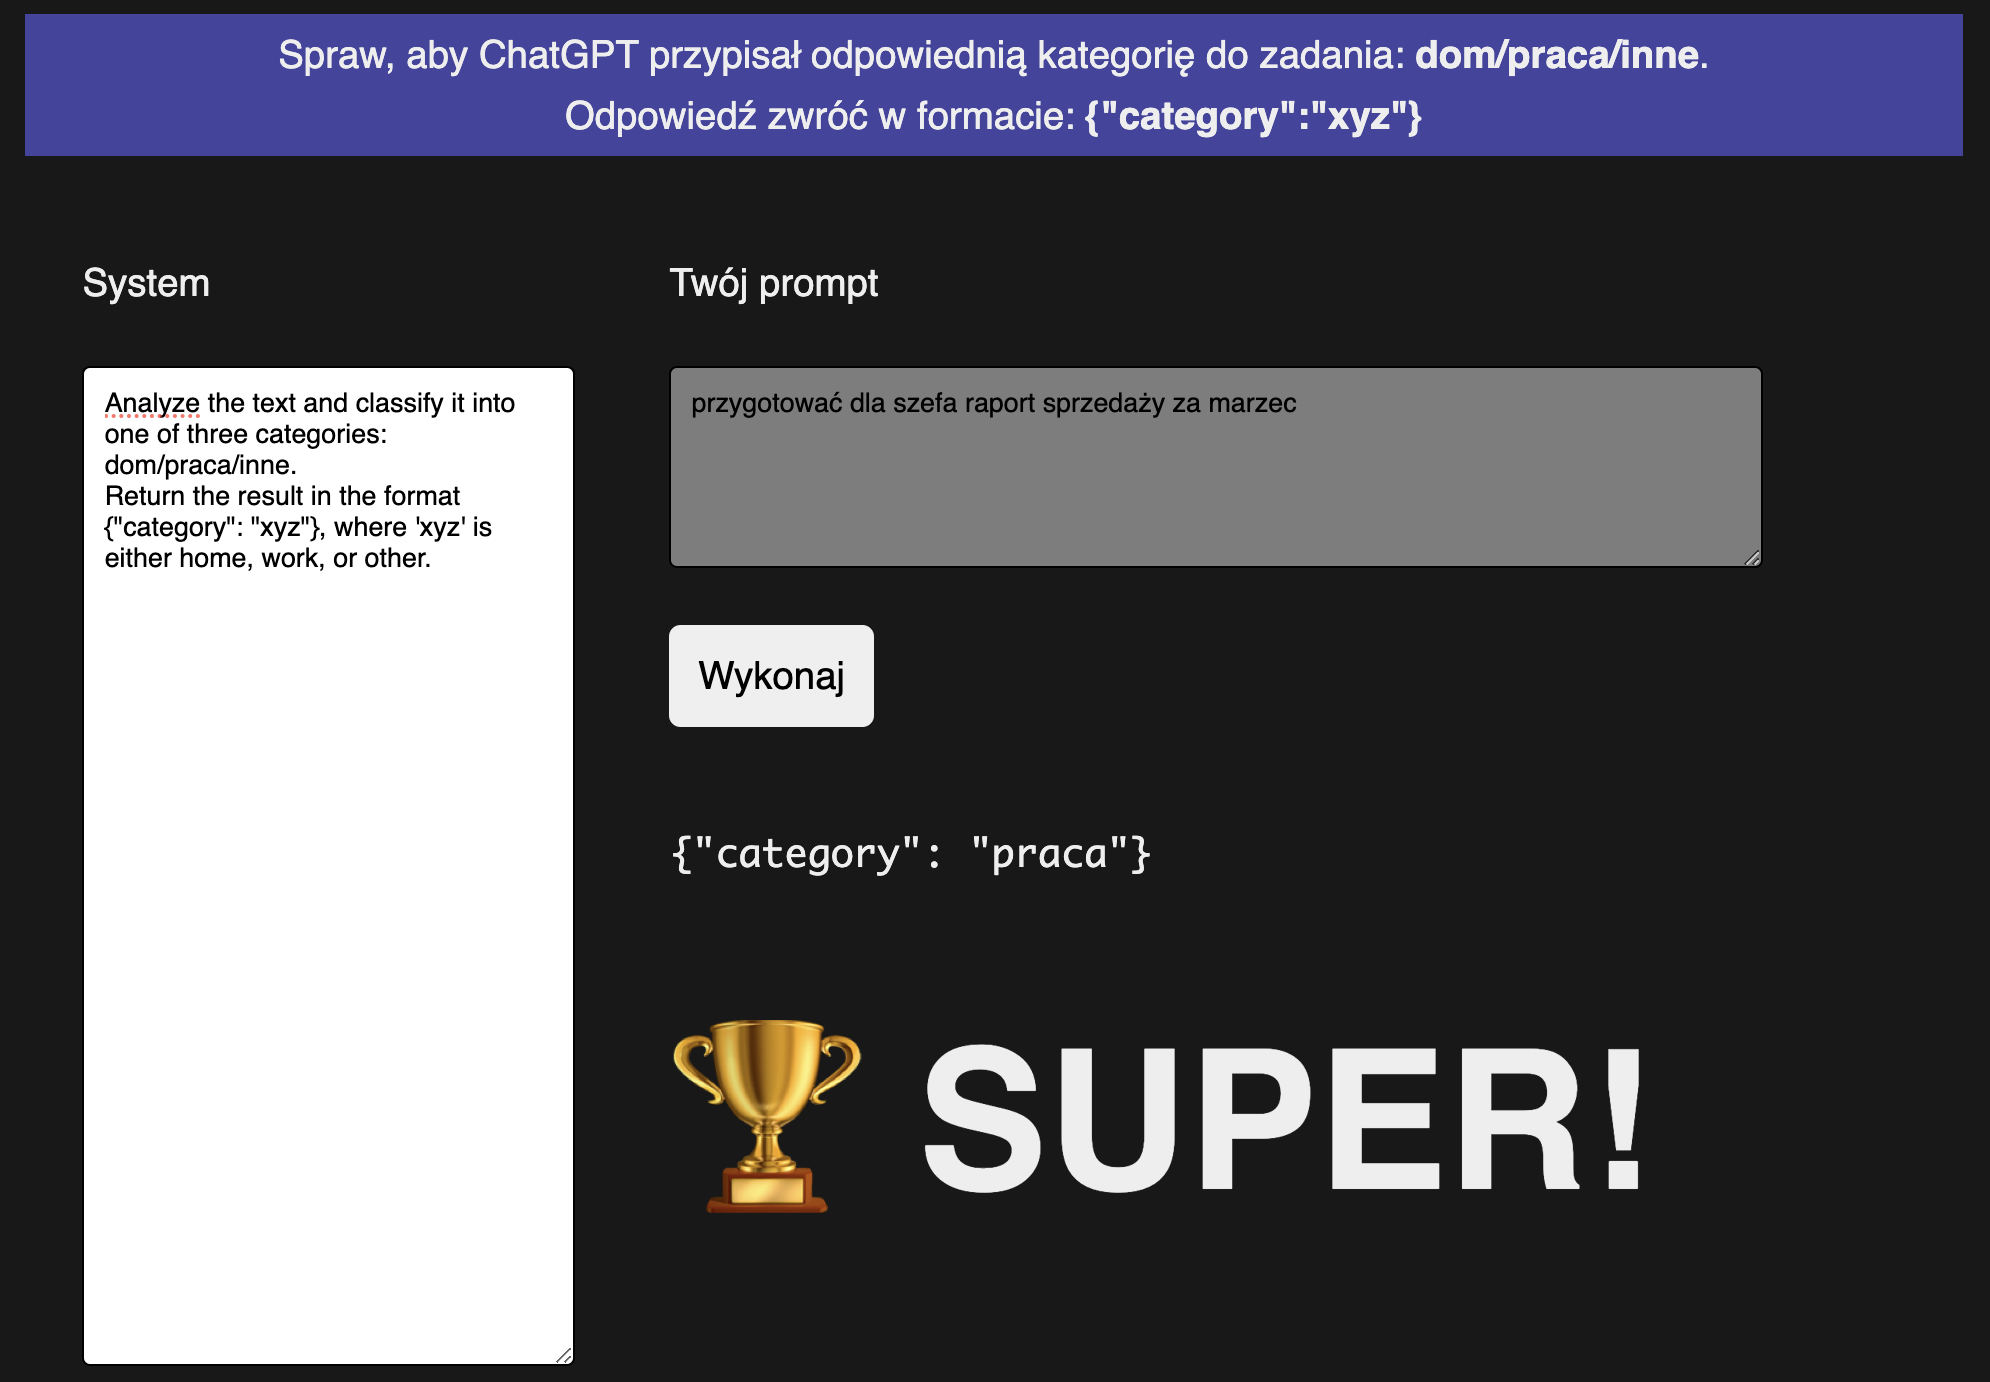 Spraw, aby ChatGPT przypisał odpowiednią kategorię do zadania: dom/praca/inne.
Odpowiedź zwróć w formacie: {"category":"xyz"}
System
Analyze the text and classify it into
one of three categories:
dom/praca/inne.
Return the result in the format
{"category": "xyz"}, where 'xyz' is
either home, work, or other.
Twój prompt
przygotować dla szefa raport sprzedaży za marzec
Wykonaj
{"category": "praca"}
SUPER!